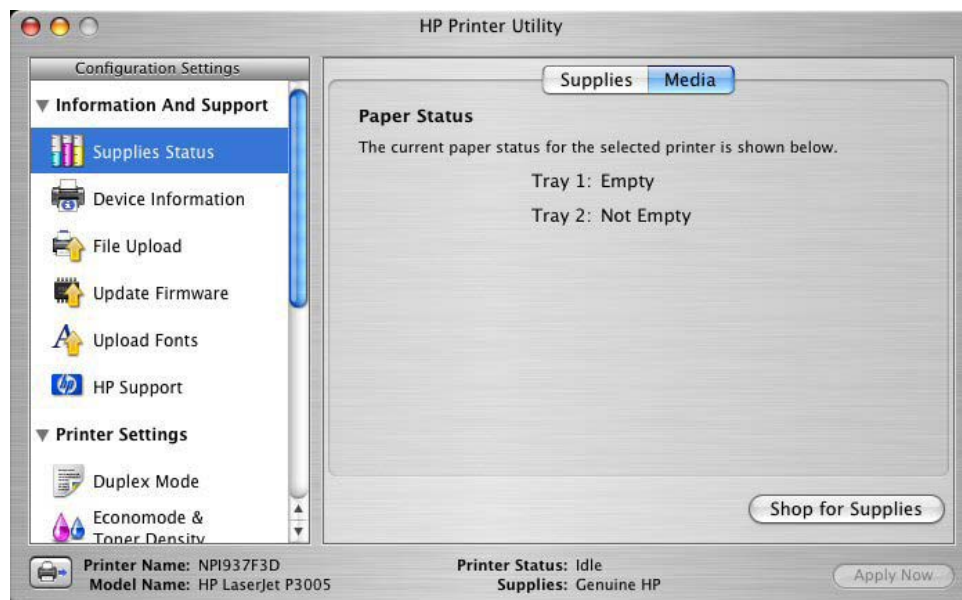 HP Printer Utility
Configuration Settings
Information And Support
Supplies Status
Device Information
File Upload
Update Firmware
Upload Fonts
HP Support
Printer Settings
Duplex Mode
Economode &
Toner Density
Supplies Media
Paper Status
The current paper status for the selected printer is shown below.
Tray 1: Empty
Tray 2: Not Empty
Shop for Supplies
Printer Name: NPI937F3D
Model Name: HP LaserJet P3005
Printer Status: Idle
Supplies: Genuine HP
Apply Now